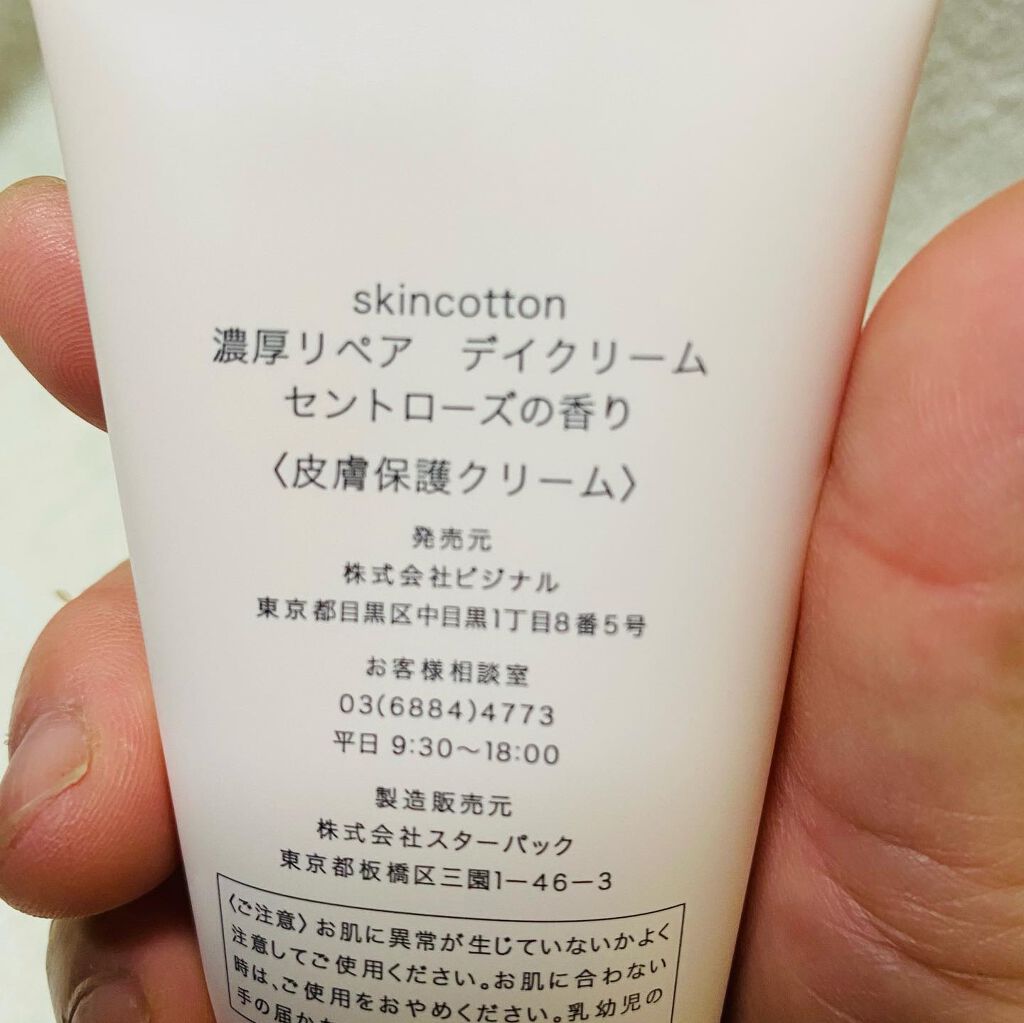 skincotton
濃厚リペア　デイクリーム
セントローズの香り
〈皮膚保護クリーム〉
発売元
株式会社ビジナル
東京都目黒区中目黒1丁目8番5号
お客様相談室
03(6884)4773
平日 9:30〜18:00
製造販売元
株式会社スターパック
東京都板橋区三園1−46−3
〈ご注意〉お肌に異常が生じていないかよく
注意してご使用ください。お肌に合わない
時は、ご使用をおやめください。乳幼児の
手の届か